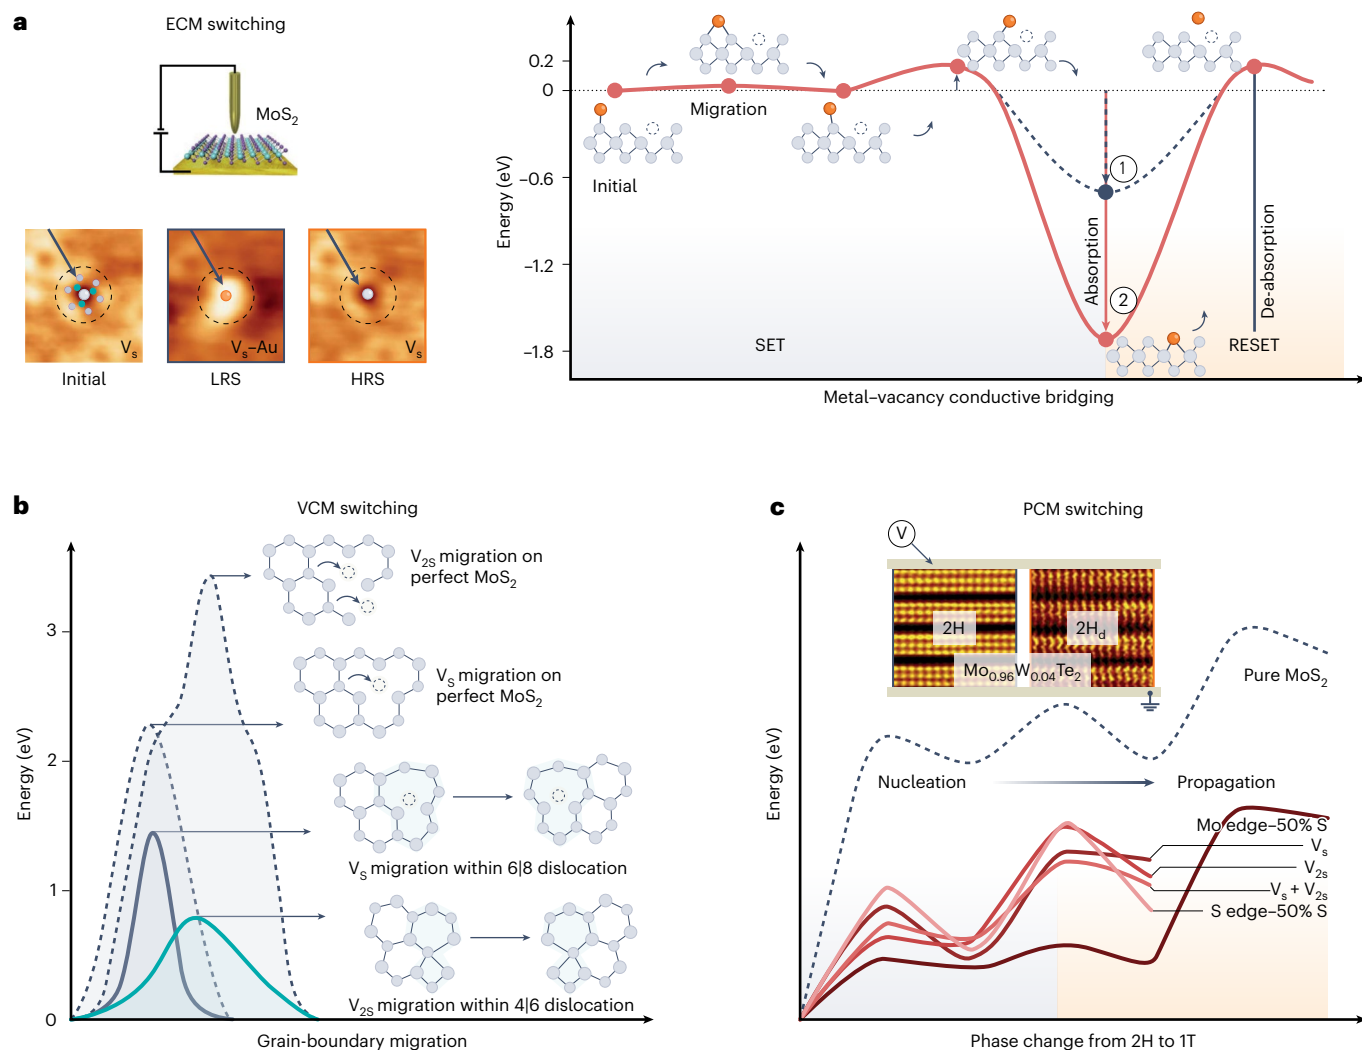 a
ECM switching
MoS2
Vs
Vs–Au
Vs
Initial
LRS
HRS
Energy (eV)
0.2
0
–0.6
–1.2
–1.8
Migration
Initial
1
2
Absorption
De-absorption
SET
RESET
Metal–vacancy conductive bridging
b
VCM switching
Energy (eV)
3
2
1
0
V2S migration on
perfect MoS2
VS migration on
perfect MoS2
VS migration within 6|8 dislocation
V2S migration within 4|6 dislocation
Grain-boundary migration
c
PCM switching
V
2H
2Hd
Mo0.96W0.04Te2
Pure MoS2
Nucleation
Propagation
Mo edge–50% S
Vs
V2s
Vs + V2s
S edge–50% S
Energy (eV)
Phase change from 2H to 1T